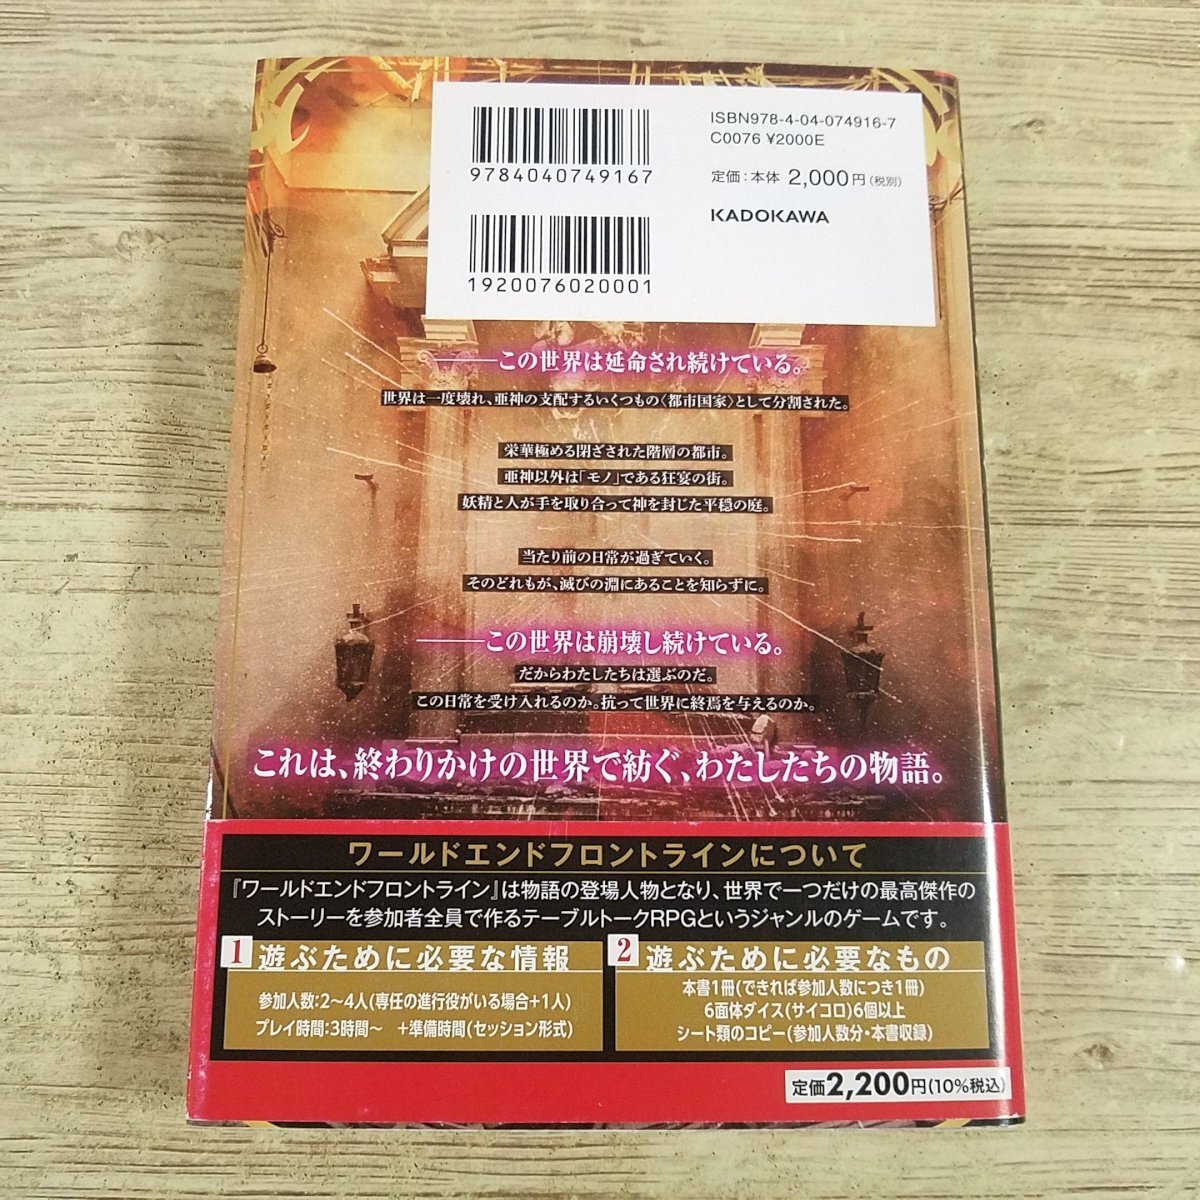 ISBN978-4-04-074916-7
C0076 ¥2000E
定価：本体 2,000円（税別）
KADOKAWA
9784040749167
1920076020001
――この世界は延命され続けている。
世界は一度壊れ、亜神の支配するいくつもの〈都市国家〉として分割された。
栄華極める閉ざされた階層の都市。
亜神以外は「モノ」である狂宴の街。
妖精と人が手を取り合って神を封じた平穏の庭。
当たり前の日常が過ぎていく。
そのどれもが、滅びの淵にあることを知らずに。
――この世界は崩壊し続けている。
だからわたしたちは選ぶのだ。
この日常を受け入れるのか。抗って世界に終焉を与えるのか。
これは、終わりかけの世界で紡ぐ、わたしたちの物語。
ワールドエンドフロントラインについて
『ワールドエンドフロントライン』は物語の登場人物となり、世界で一つだけの最高傑作の
ストーリーを参加者全員で作るテーブルトークRPGというジャンルのゲームです。
1 遊ぶために必要な情報
参加人数:2～4人(専任の進行役がいる場合+1人)
プレイ時間:3時間～ +準備時間(セッション形式)
2 遊ぶために必要なもの
本書1冊(できれば参加人数につき1冊)
6面体ダイス(サイコロ)6個以上
シート類のコピー(参加人数分・本書収録)
定価2,200円(10%税込)